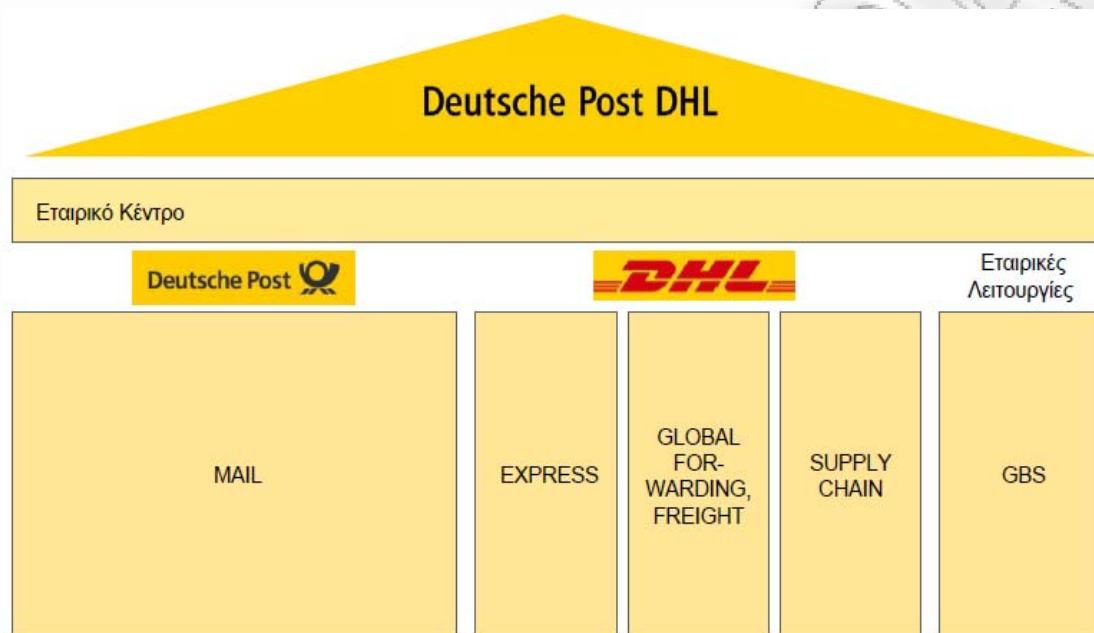 Deutsche Post DHL
Εταιρικό Κέντρο
Deutsche Post
DHL
Εταιρικές
Λειτουργίες
MAIL
EXPRESS
GLOBAL
FOR-
WARDING,
FREIGHT
SUPPLY
CHAIN
GBS